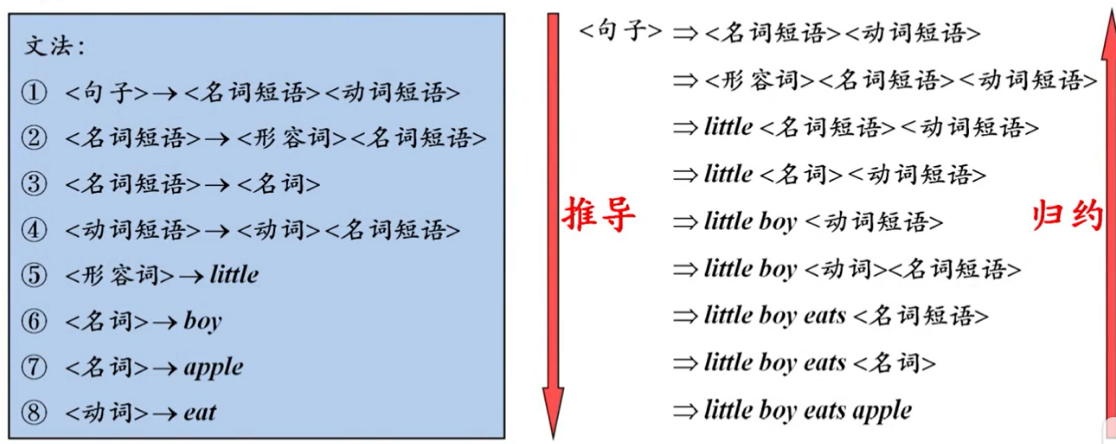 文法:
① <句子>→<名词短语><动词短语>
② <名词短语>→<形容词><名词短语>
③ <名词短语>→<名词>
④ <动词短语>→<动词><名词短语>
⑤ <形容词>→little
⑥ <名词>→boy
⑦ <名词>→apple
⑧ <动词>→eat
推导
<句子>⇒<名词短语><动词短语>
⇒<形容词><名词短语><动词短语>
⇒little <名词短语><动词短语>
⇒little <名词><动词短语>
⇒little boy <动词短语>
⇒little boy <动词><名词短语>
⇒little boy eats <名词短语>
⇒little boy eats <名词>
⇒little boy eats apple
归约